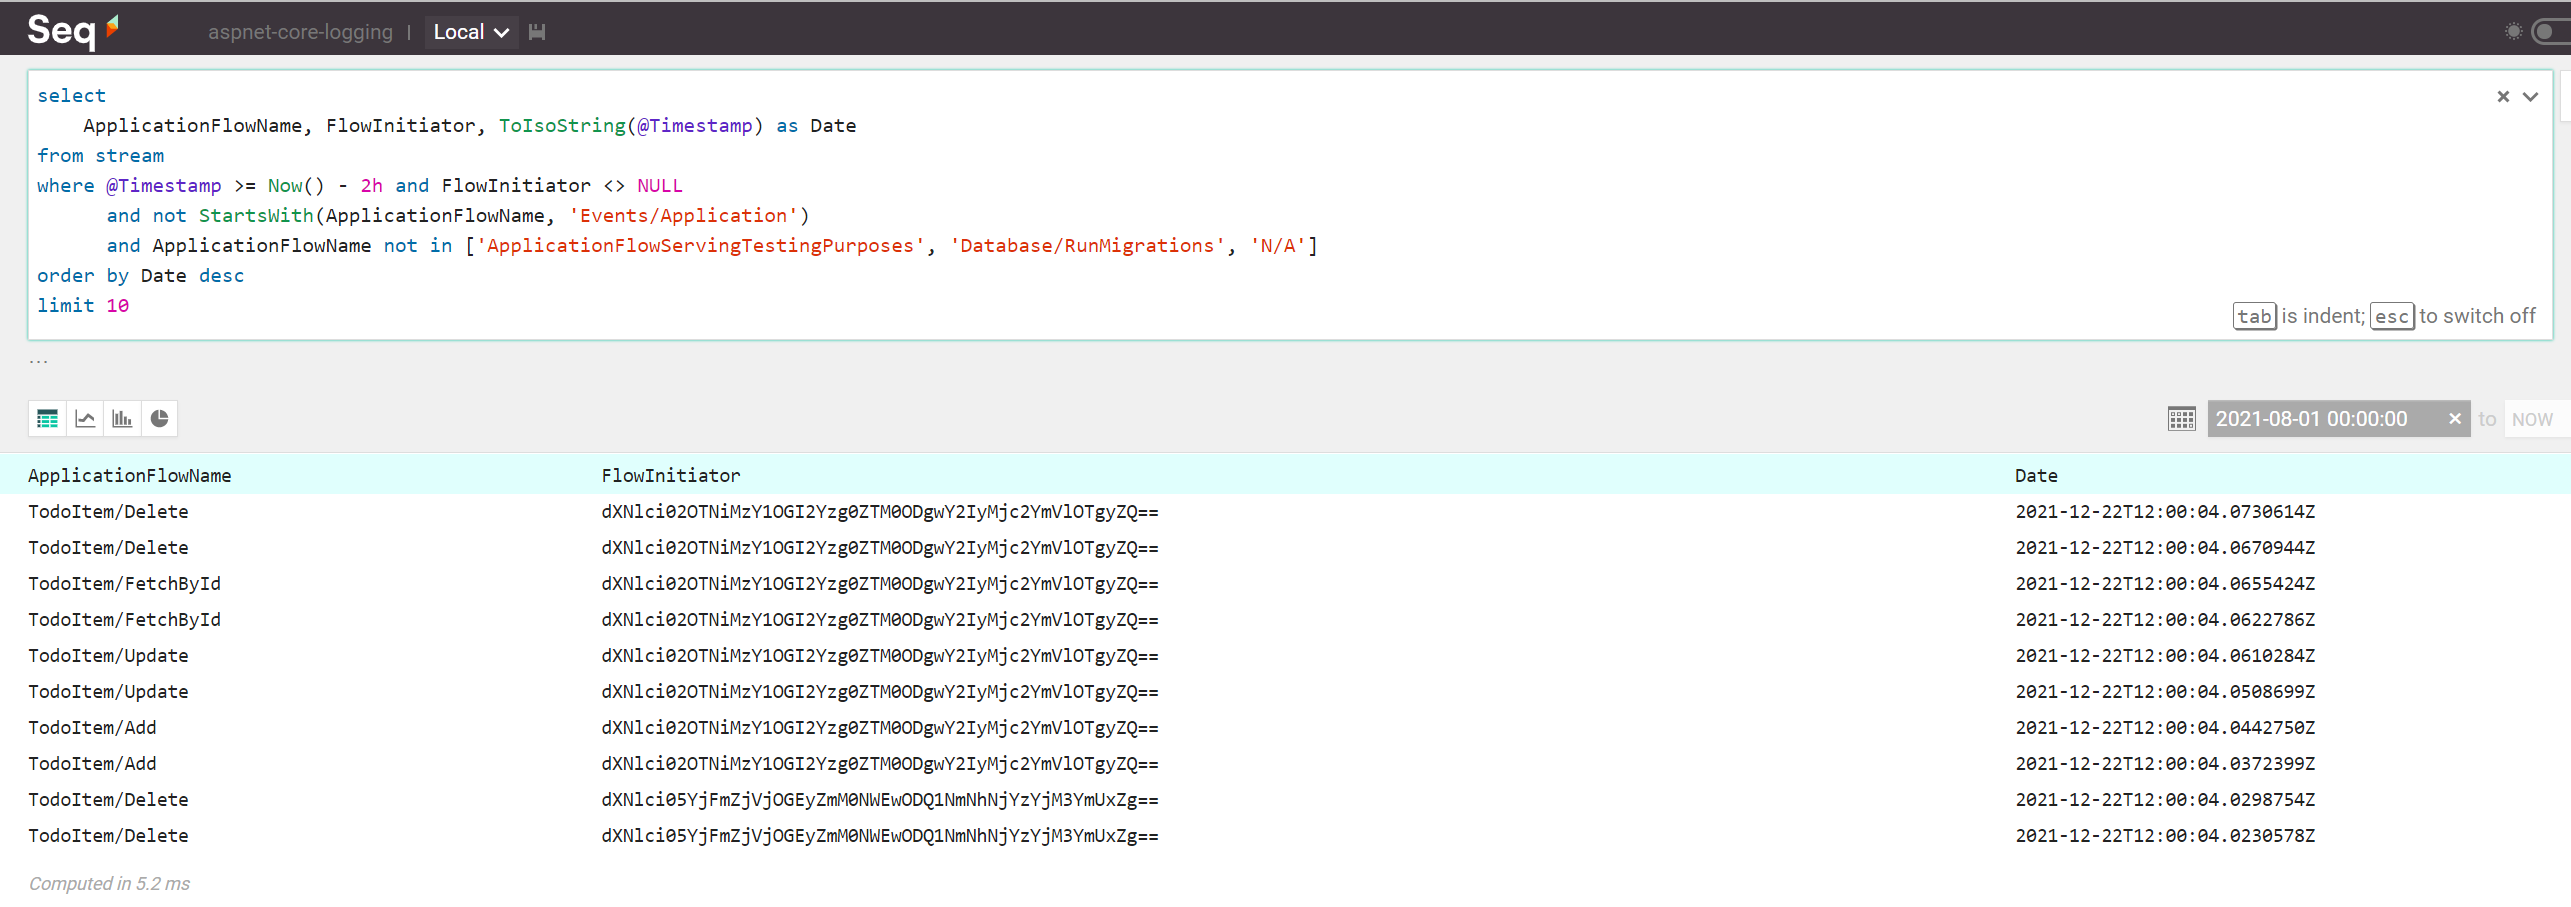 Seq
aspnet-core-logging | Local
select
ApplicationFlowName, FlowInitiator, ToIsoString(@Timestamp) as Date
from stream
where @Timestamp >= Now() - 2h and FlowInitiator <> NULL
and not StartsWith(ApplicationFlowName, 'Events/Application')
and ApplicationFlowName not in ['ApplicationFlowServingTestingPurposes', 'Database/RunMigrations', 'N/A']
order by Date desc
limit 10
tab is indent; esc to switch off
...
2021-08-01 00:00:00 × to NOW
ApplicationFlowName FlowInitiator Date
TodoItem/Delete dXNlci02OTNiMzY1OGI2Yzg0ZTM0ODgwY2IyMjc2YmVlOTgyZQ== 2021-12-22T12:00:04.0730614Z
TodoItem/Delete dXNlci02OTNiMzY1OGI2Yzg0ZTM0ODgwY2IyMjc2YmVlOTgyZQ== 2021-12-22T12:00:04.0670944Z
TodoItem/FetchById dXNlci02OTNiMzY1OGI2Yzg0ZTM0ODgwY2IyMjc2YmVlOTgyZQ== 2021-12-22T12:00:04.0655424Z
TodoItem/FetchById dXNlci02OTNiMzY1OGI2Yzg0ZTM0ODgwY2IyMjc2YmVlOTgyZQ== 2021-12-22T12:00:04.0622786Z
TodoItem/Update dXNlci02OTNiMzY1OGI2Yzg0ZTM0ODgwY2IyMjc2YmVlOTgyZQ== 2021-12-22T12:00:04.0610284Z
TodoItem/Update dXNlci02OTNiMzY1OGI2Yzg0ZTM0ODgwY2IyMjc2YmVlOTgyZQ== 2021-12-22T12:00:04.0508699Z
TodoItem/Add dXNlci02OTNiMzY1OGI2Yzg0ZTM0ODgwY2IyMjc2YmVlOTgyZQ== 2021-12-22T12:00:04.0442750Z
TodoItem/Add dXNlci02OTNiMzY1OGI2Yzg0ZTM0ODgwY2IyMjc2YmVlOTgyZQ== 2021-12-22T12:00:04.0372399Z
TodoItem/Delete dXNlci05YjFmZjVjOGEyZmM0NWEwODQ1NmNhNjYzYjM3YmUxZg== 2021-12-22T12:00:04.0298754Z
TodoItem/Delete dXNlci05YjFmZjVjOGEyZmM0NWEwODQ1NmNhNjYzYjM3YmUxZg== 2021-12-22T12:00:04.0230578Z
Computed in 5.2 ms